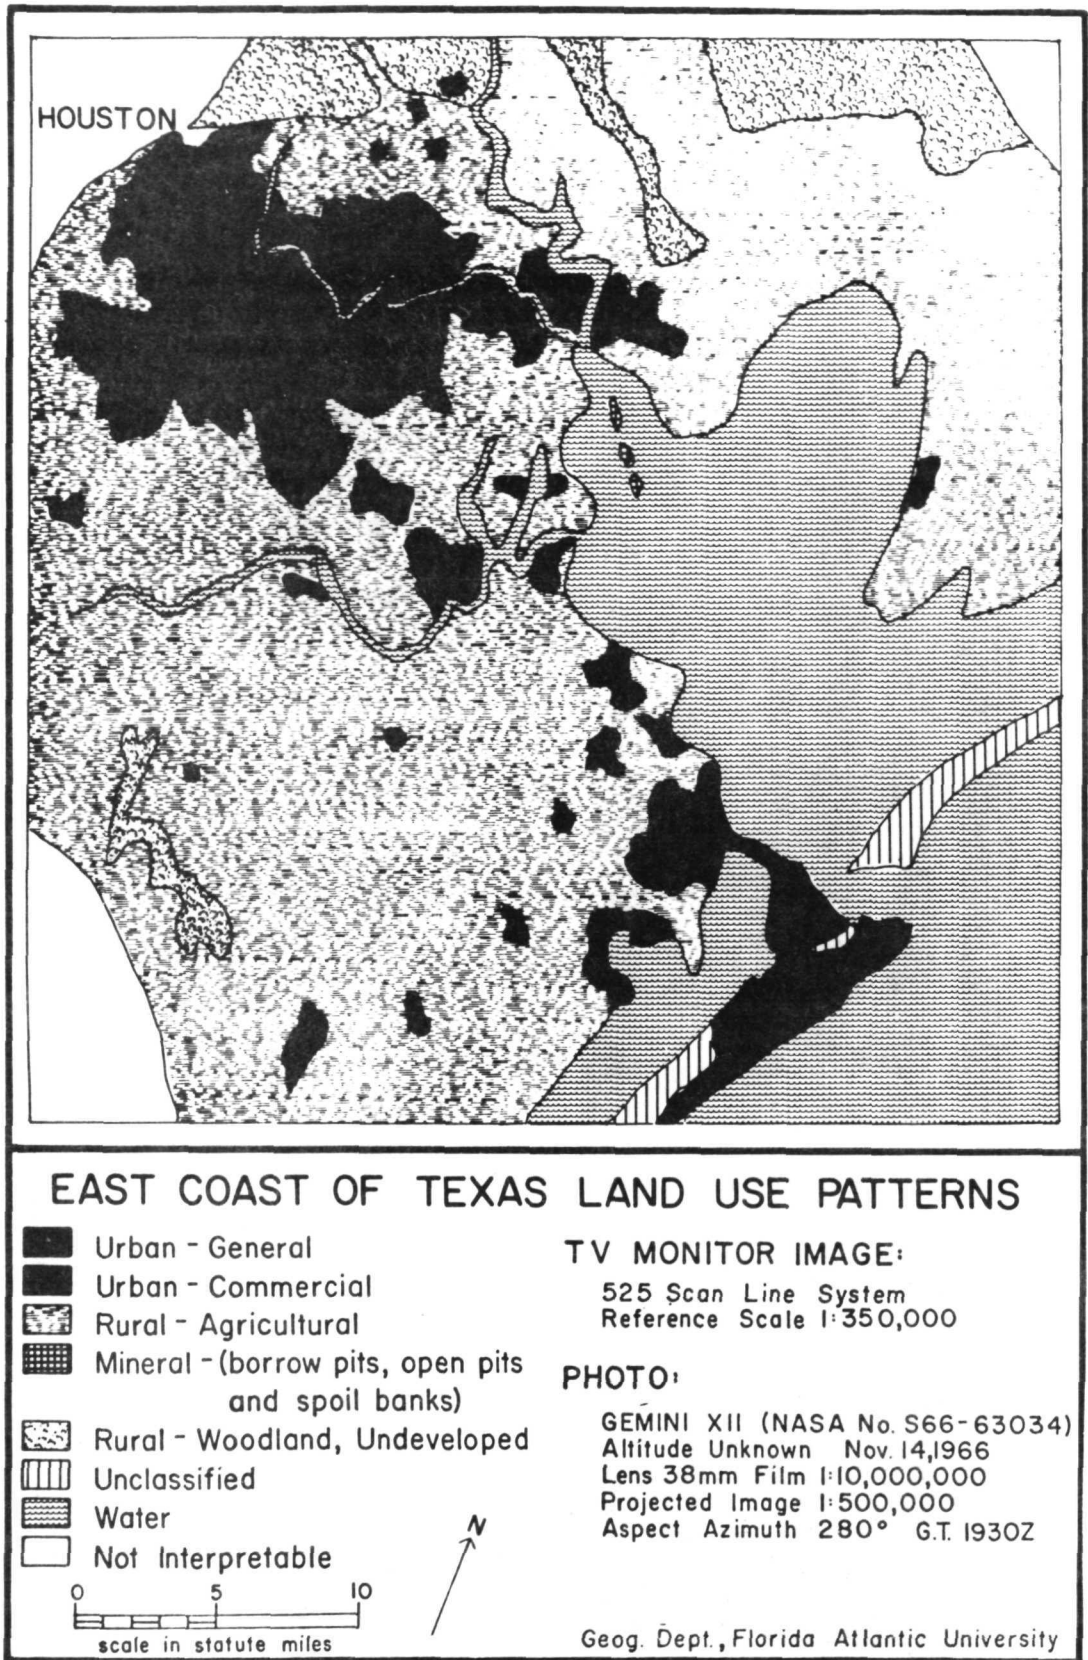 HOUSTON
EAST COAST OF TEXAS LAND USE PATTERNS
Urban - General
Urban - Commercial
Rural - Agricultural
Mineral - (borrow pits, open pits
and spoil banks)
Rural - Woodland, Undeveloped
Unclassified
Water
Not Interpretable
0 5 10
scale in statute miles
N
TV MONITOR IMAGE:
525 Scan Line System
Reference Scale 1:350,000
PHOTO:
GEMINI XII (NASA No. S66-63034)
Altitude Unknown Nov. 14, 1966
Lens 38mm Film 1:10,000,000
Projected Image 1:500,000
Aspect Azimuth 280° G.T. 1930Z
Geog. Dept., Florida Atlantic University